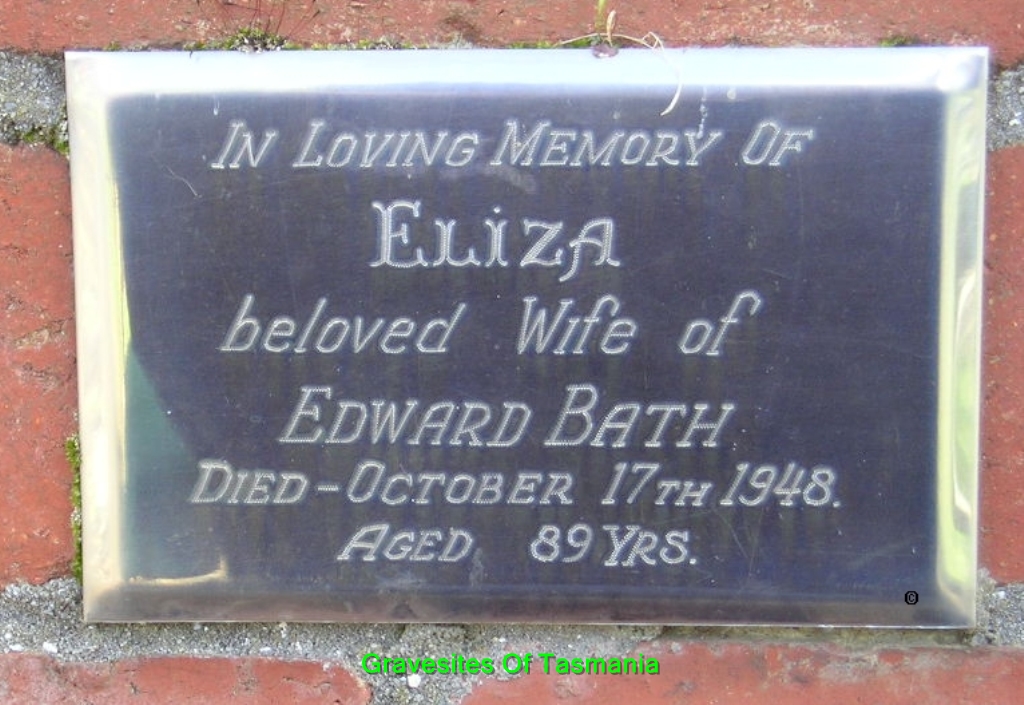 IN LOVING MEMORY OF
ELIZA
beloved Wife of
EDWARD BATH
DIED - OCTOBER 17TH 1948.
AGED 89 YRS.
©
Gravesites Of Tasmania